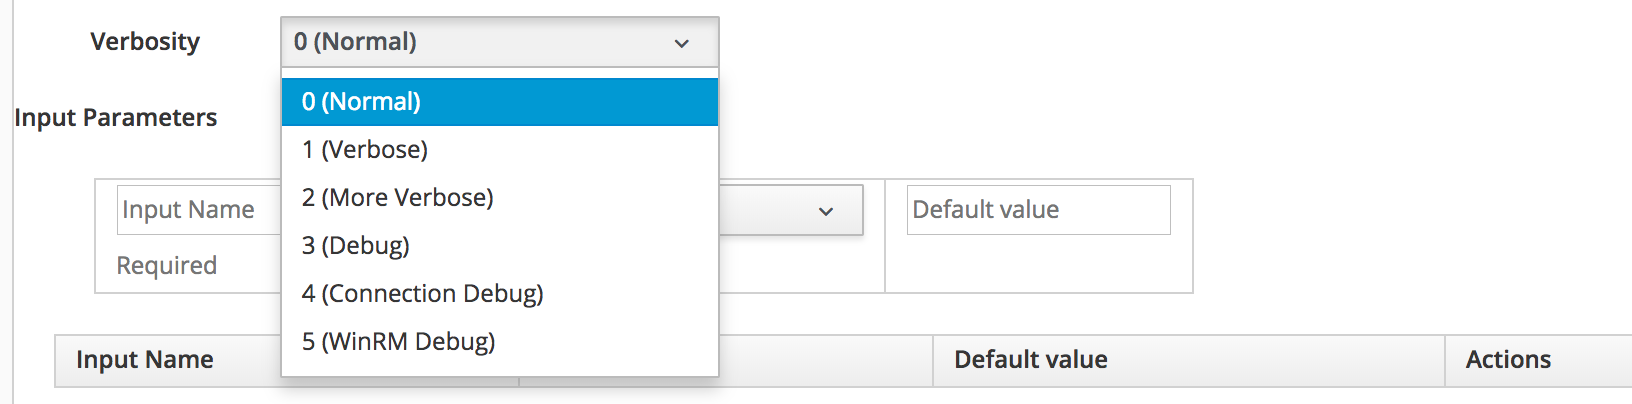 Verbosity
0 (Normal)
0 (Normal)
Input Parameters
1 (Verbose)
2 (More Verbose)
Input Name
Default value
3 (Debug)
Required
4 (Connection Debug)
5 (WinRM Debug)
Input Name
Default value
Actions